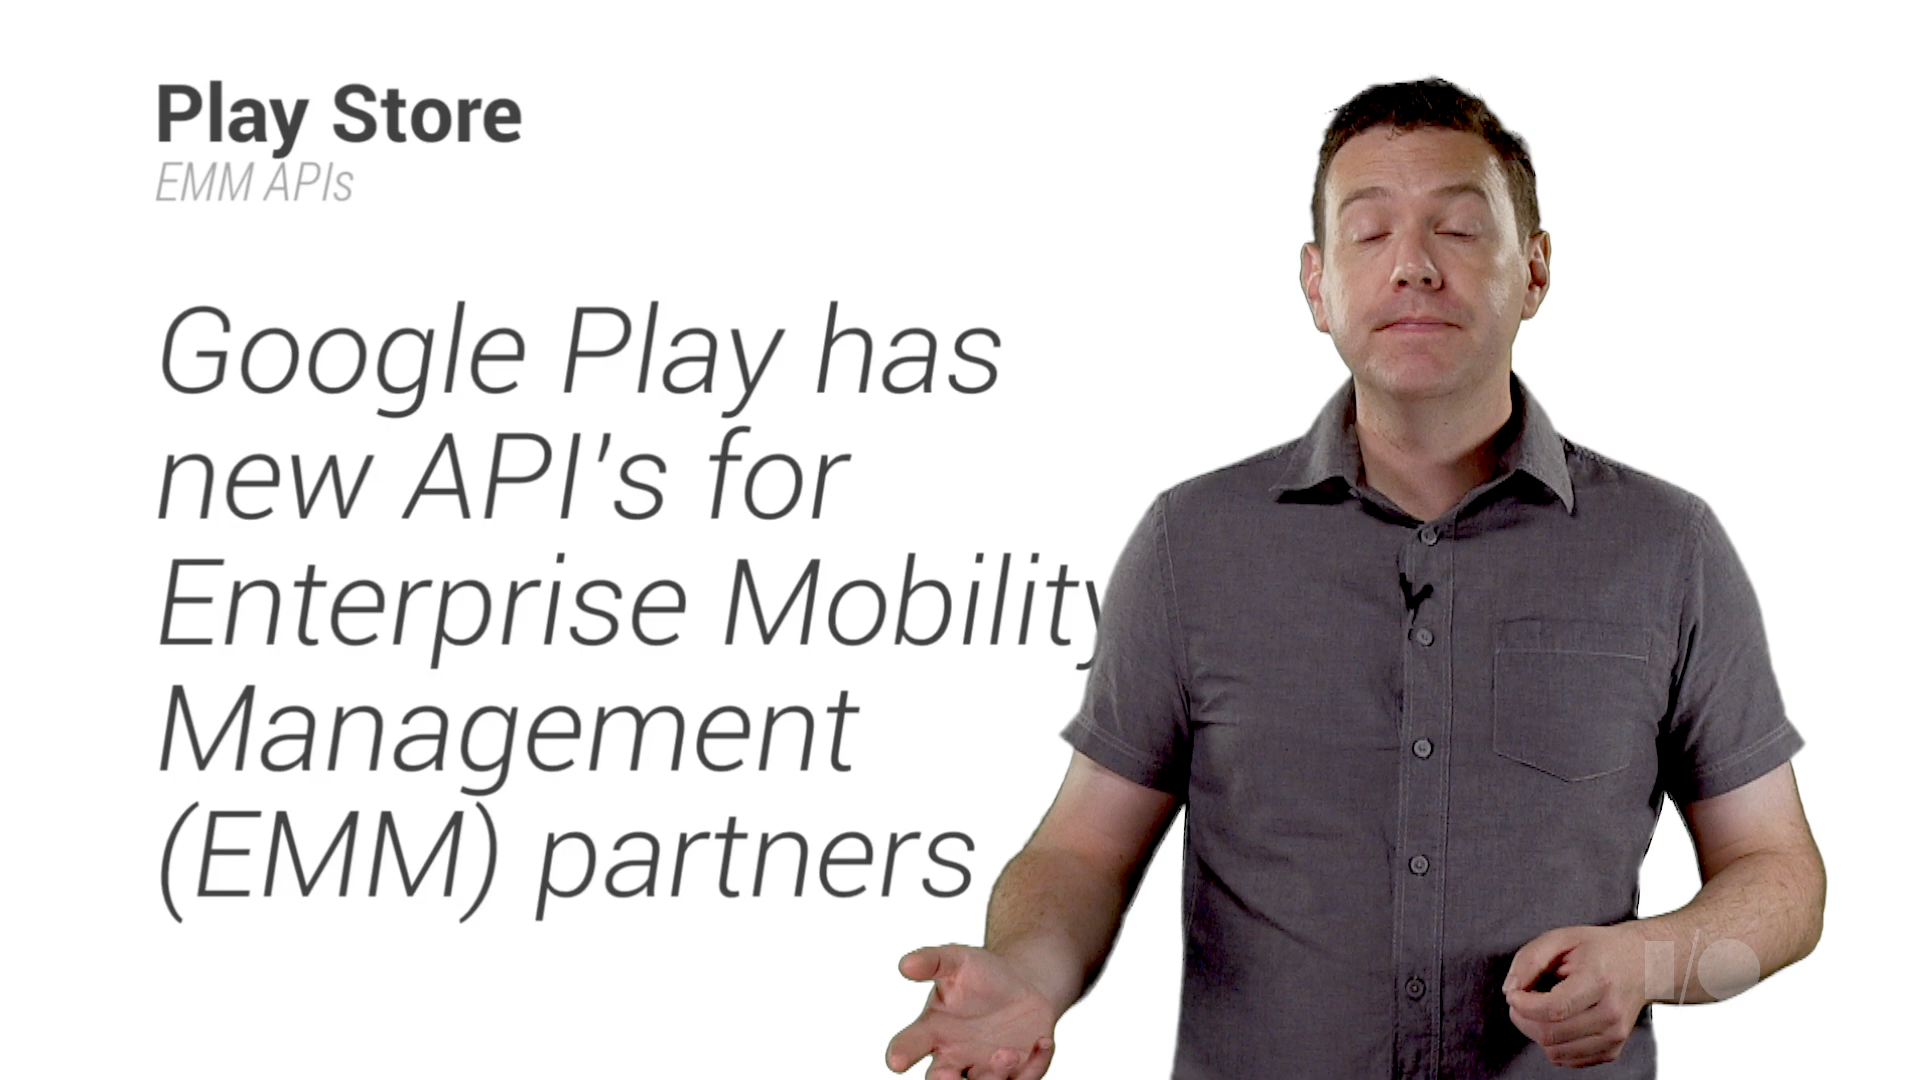 Play Store
EMM APIs
Google Play has
new API's for
Enterprise Mobility
Management
(EMM) partners
I/O